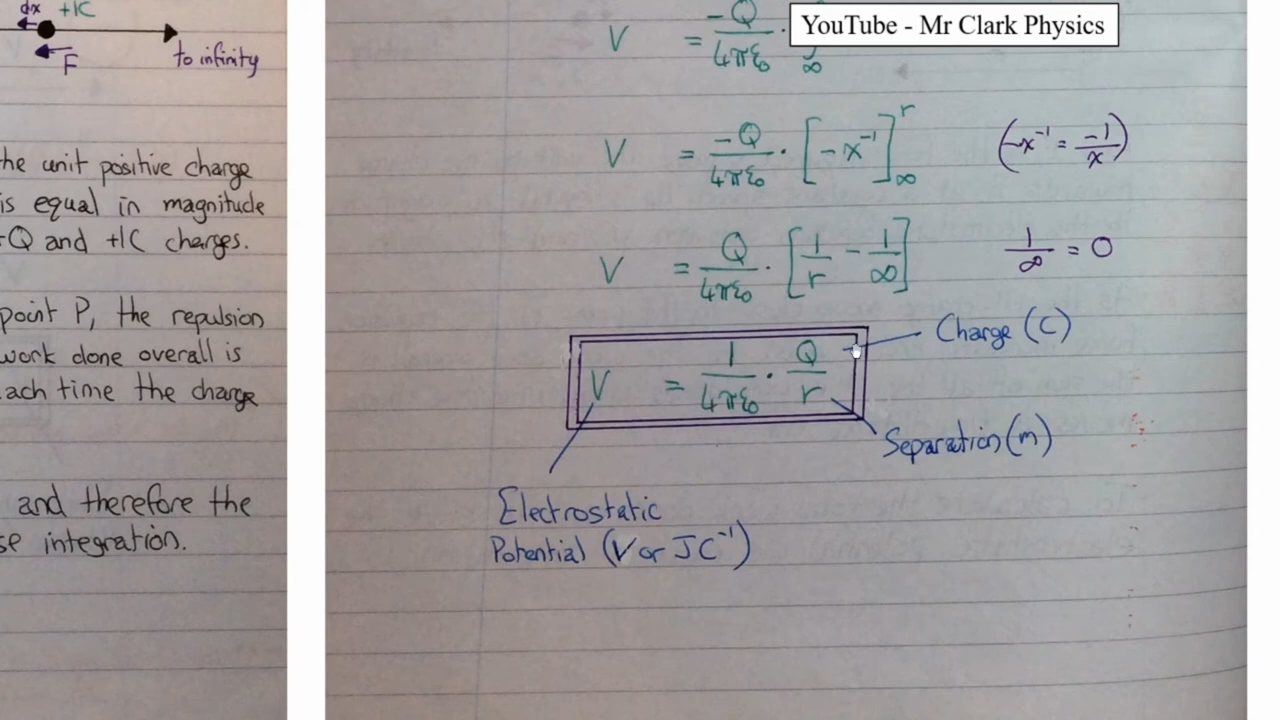 dx +1C
F
to infinity
he unit positive charge
is equal in magnitude
Q and +1C charges.
point P, the repulsion
work done overall is
ach time the charge
and therefore the
se integration.
YouTube - Mr Clark Physics
V = -Q/4πε₀ ·
∞
V = -Q/4πε₀ · [-x⁻¹]ʳ∞ (-x⁻¹ = -1/x)
V = Q/4πε₀ · [1/r - 1/∞] 1/∞ = 0
V = 1/4πε₀ · Q/r
Charge (C)
Separation (m)
Electrostatic
Potential (V or JC⁻¹)